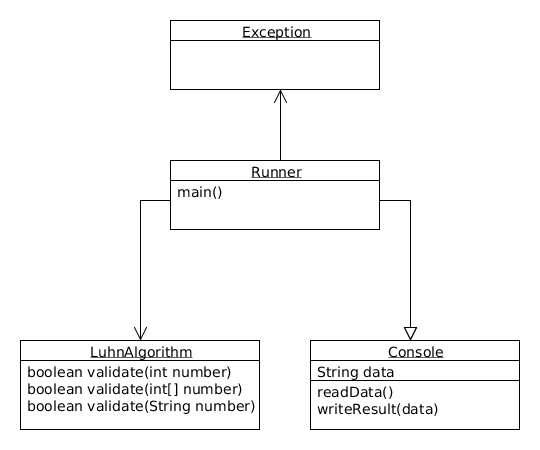 Exception
Runner
main()
LuhnAlgorithm
boolean validate(int number)
boolean validate(int[] number)
boolean validate(String number)
Console
String data
readData()
writeResult(data)